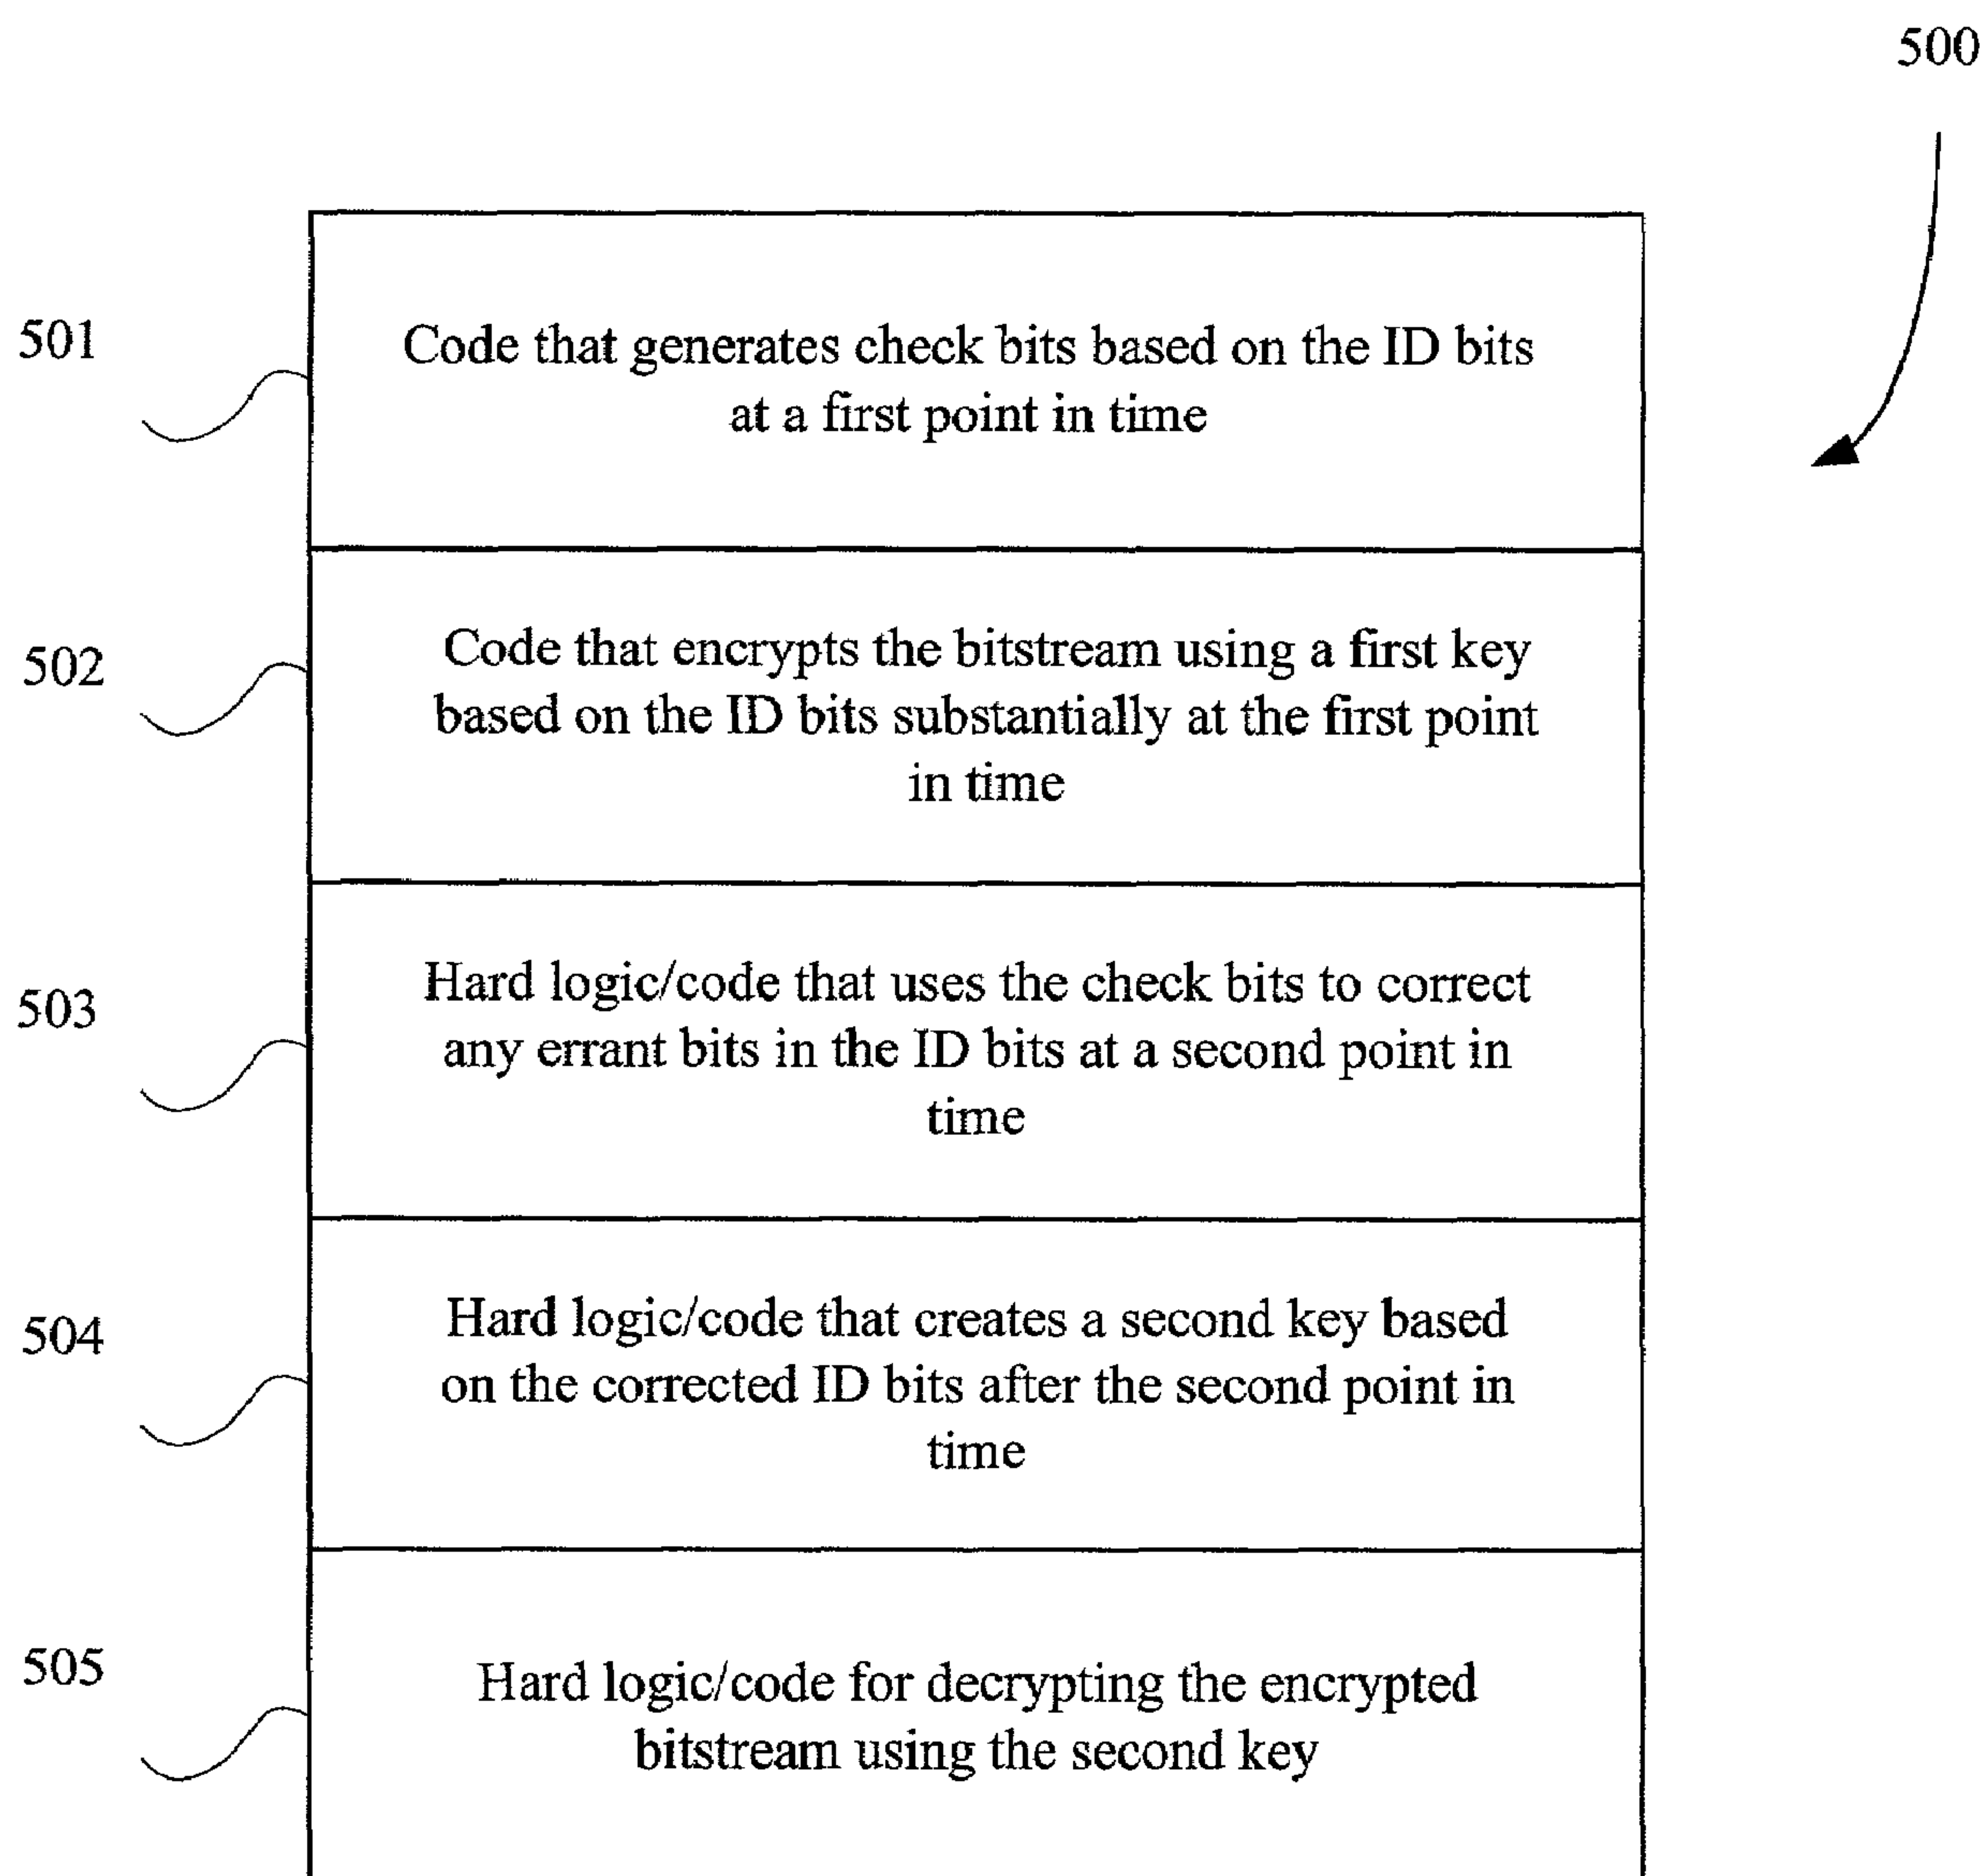 500
501
Code that generates check bits based on the ID bits
at a first point in time
502
Code that encrypts the bitstream using a first key
based on the ID bits substantially at the first point
in time
503
Hard logic/code that uses the check bits to correct
any errant bits in the ID bits at a second point in
time
504
Hard logic/code that creates a second key based
on the corrected ID bits after the second point in
time
505
Hard logic/code for decrypting the encrypted
bitstream using the second key